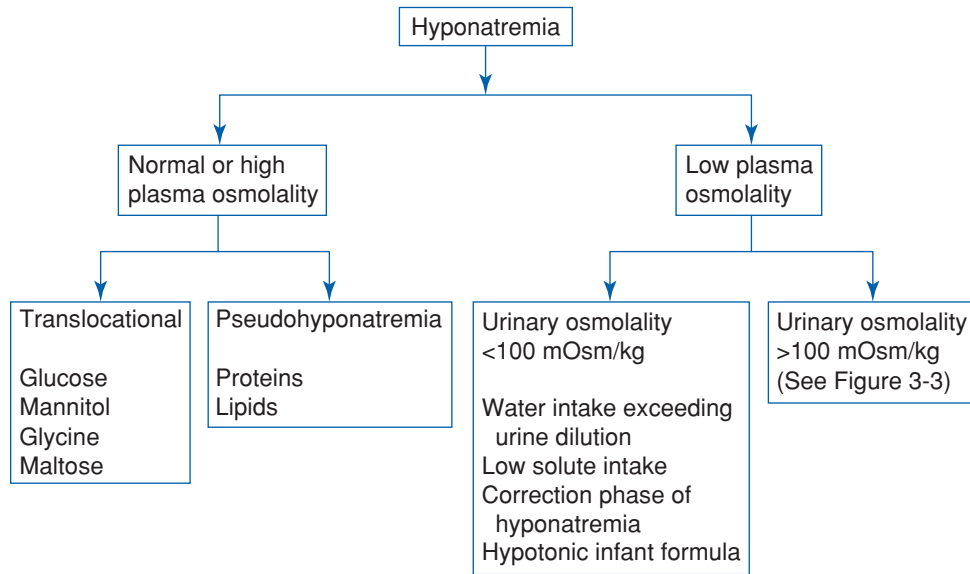 Hyponatremia
Normal or high
plasma osmolality
Low plasma
osmolality
Translocational
Glucose
Mannitol
Glycine
Maltose
Pseudohyponatremia
Proteins
Lipids
Urinary osmolality
<100 mOsm/kg
Water intake exceeding
urine dilution
Low solute intake
Correction phase of
hyponatremia
Hypotonic infant formula
Urinary osmolality
>100 mOsm/kg
(See Figure 3-3)